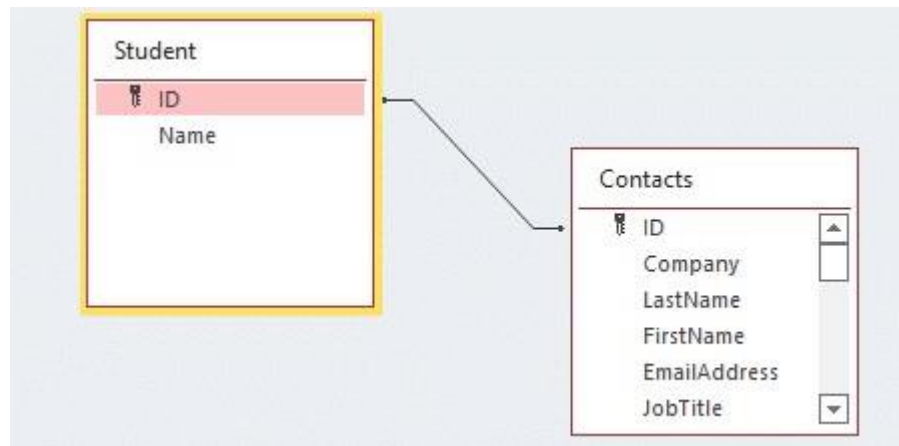 Student
ID
Name
Contacts
ID
Company
LastName
FirstName
EmailAddress
JobTitle